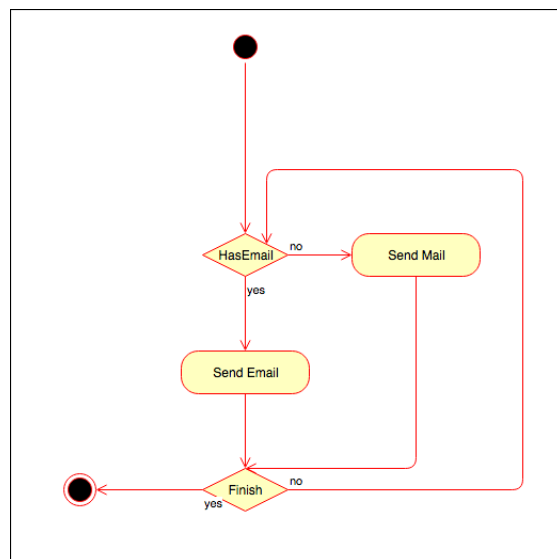 HasEmail
no
Send Mail
yes
Send Email
Finish
no
yes